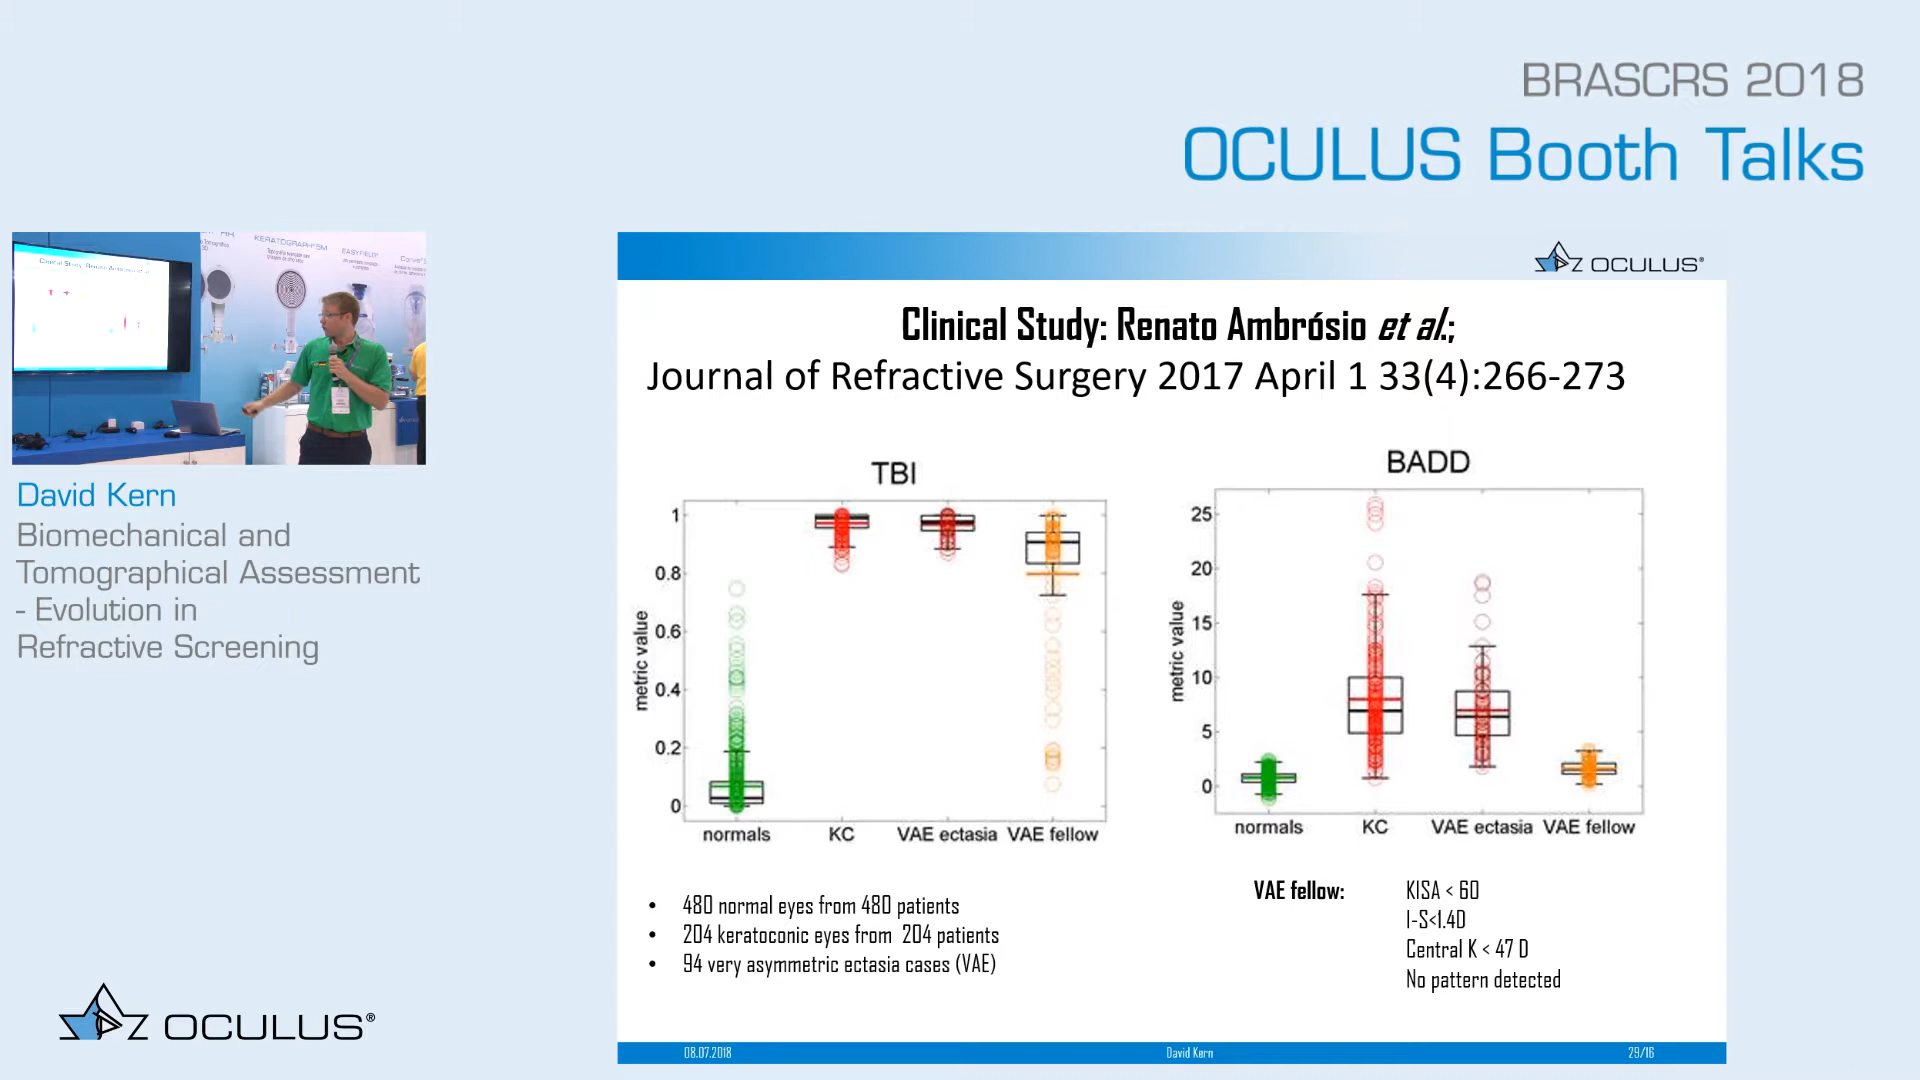 BRASCRS 2018
OCULUS Booth Talks
KERATOGRAPH 5M
EASYFIELD
David Kern
Biomechanical and
Tomographical Assessment
- Evolution in
Refractive Screening
OCULUS®
OCULUS®
Clinical Study: Renato Ambrósio et al.;
Journal of Refractive Surgery 2017 April 1 33(4):266-273
TBI
metric value
1
0.8
0.6
0.4
0.2
0
normals KC VAE ectasia VAE fellow
BADD
metric value
25
20
15
10
5
0
normals KC VAE ectasia VAE fellow
• 480 normal eyes from 480 patients
• 204 keratoconic eyes from 204 patients
• 94 very asymmetric ectasia cases (VAE)
VAE fellow: KISA < 60
I-S<1.4D
Central K < 47 D
No pattern detected
08.07.2018 David Kern 29/16